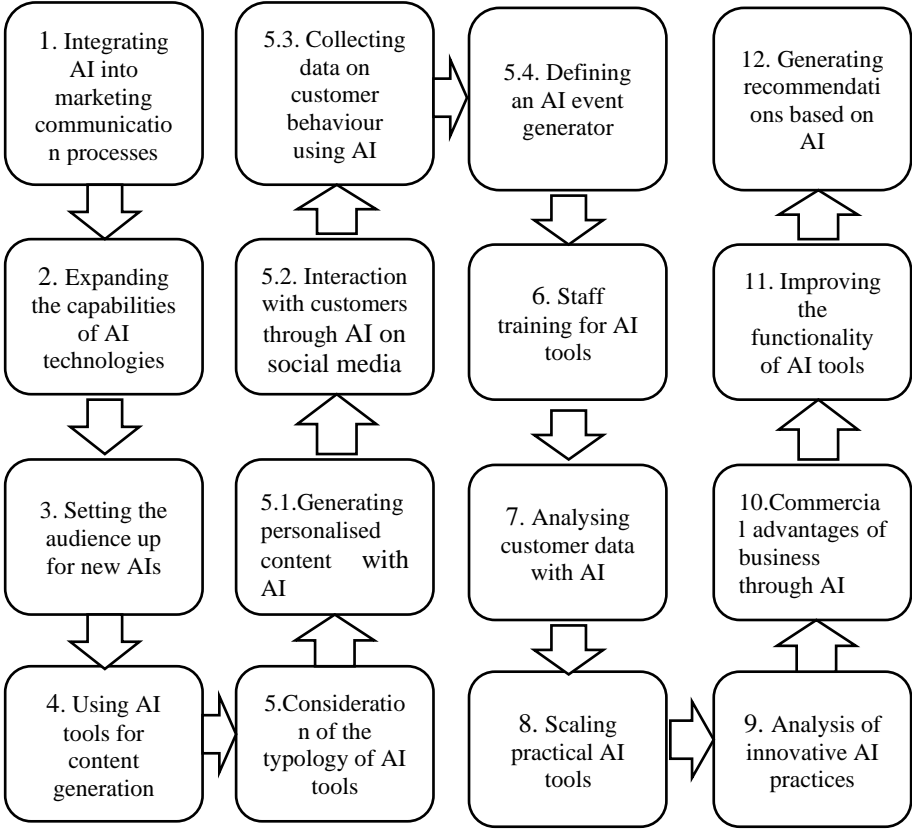 1. Integrating
AI into
marketing
communicatio
n processes
2. Expanding
the capabilities
of AI
technologies
3. Setting the
audience up
for new AIs
4. Using AI
tools for
content
generation
5.Consideratio
n of the
typology of AI
tools
5.1.Generating
personalised
content with
AI
5.2. Interaction
with customers
through AI on
social media
5.3. Collecting
data on
customer
behaviour
using AI
5.4. Defining
an AI event
generator
6. Staff
training for AI
tools
7. Analysing
customer data
with AI
8. Scaling
practical AI
tools
9. Analysis of
innovative AI
practices
10.Commercia
l advantages of
business
through AI
11. Improving
the
functionality
of AI tools
12. Generating
recommendati
ons based on
AI